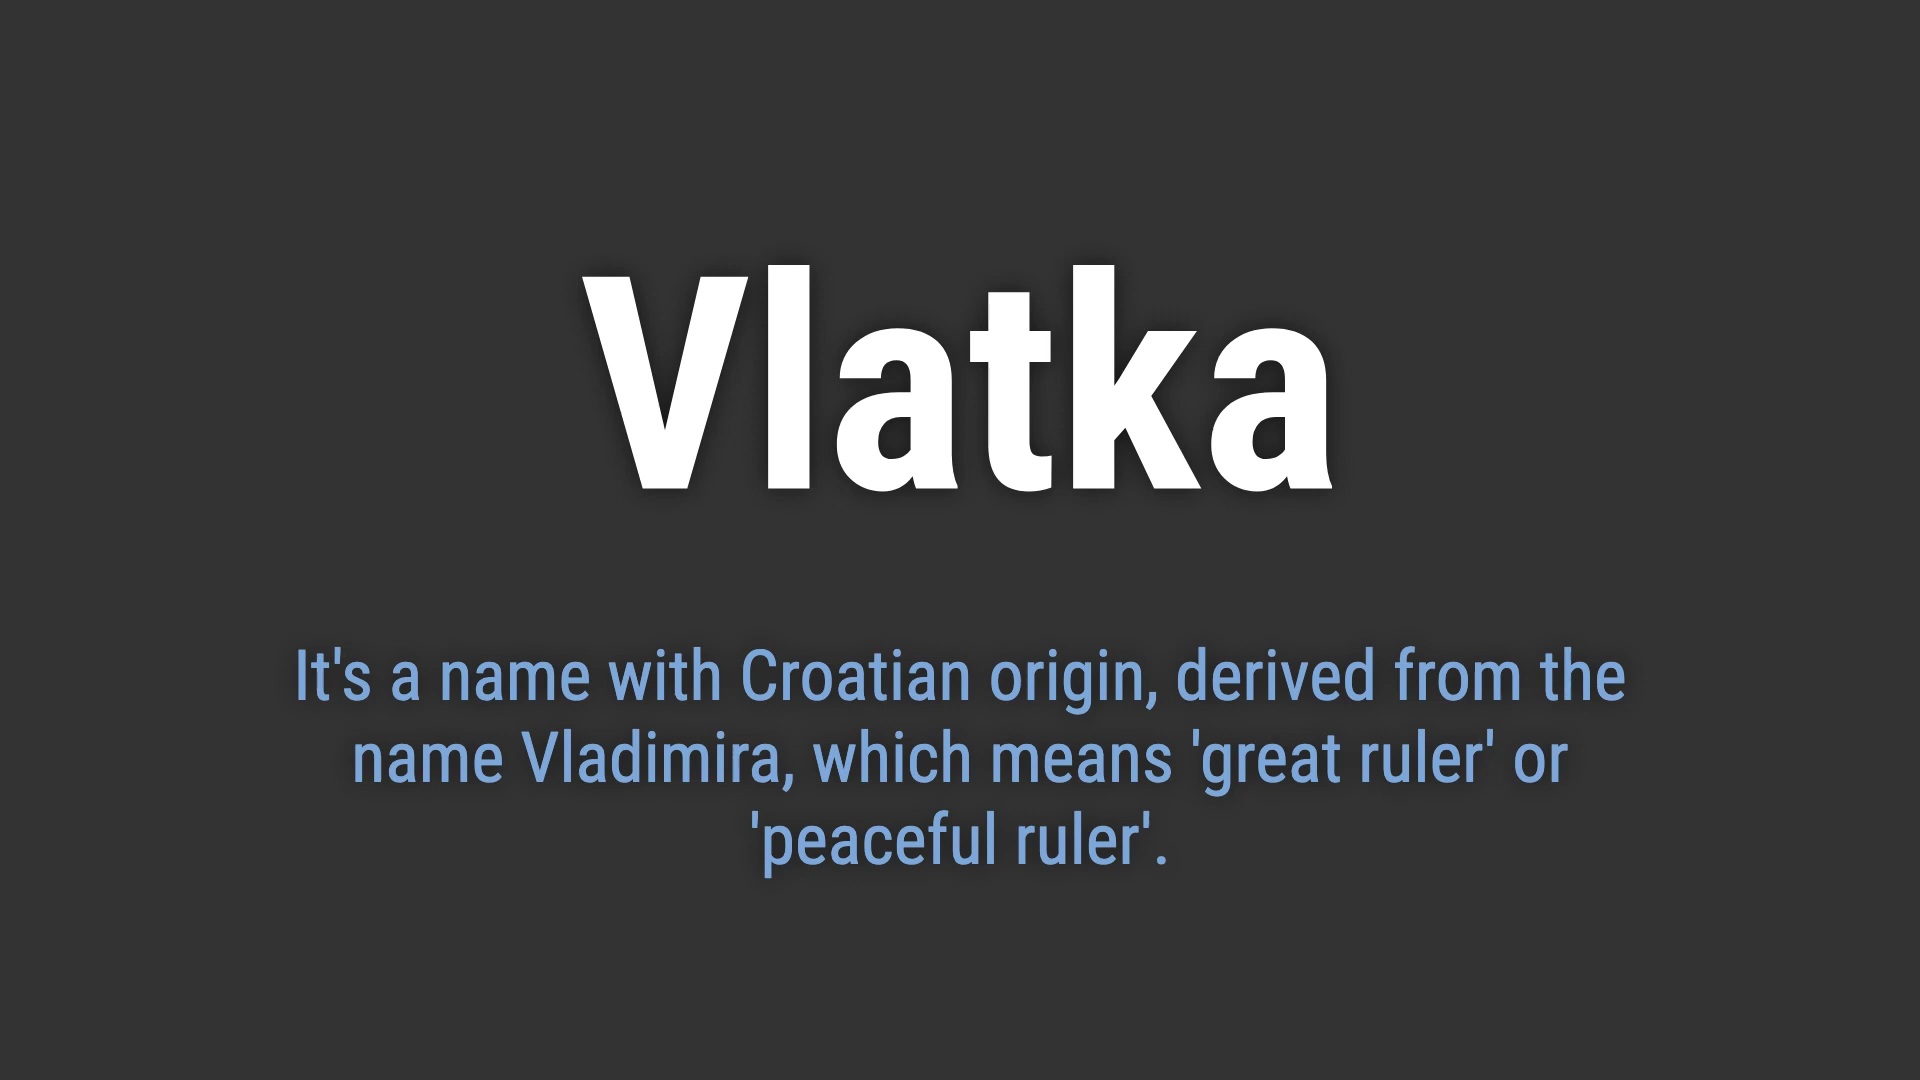 Vlatka
It's a name with Croatian origin, derived from the
name Vladimira, which means 'great ruler' or
'peaceful ruler'.